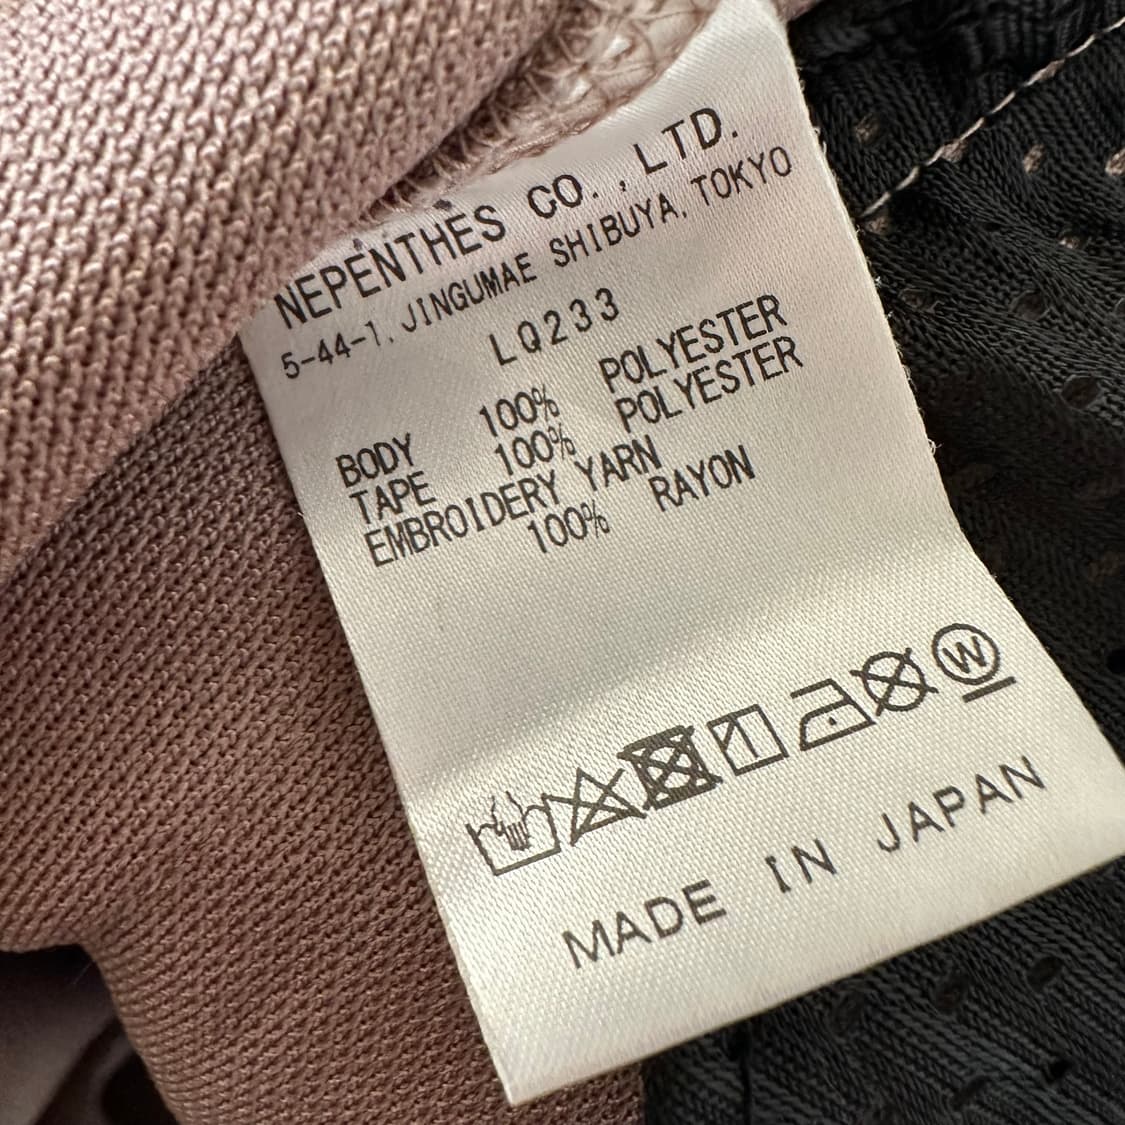 NEPENTHES CO.,LTD.
5-44-1, JINGUMAE SHIBUYA, TOKYO
LQ233
BODY 100% POLYESTER
TAPE 100% POLYESTER
EMBROIDERY YARN
100% RAYON
W
MADE IN JAPAN